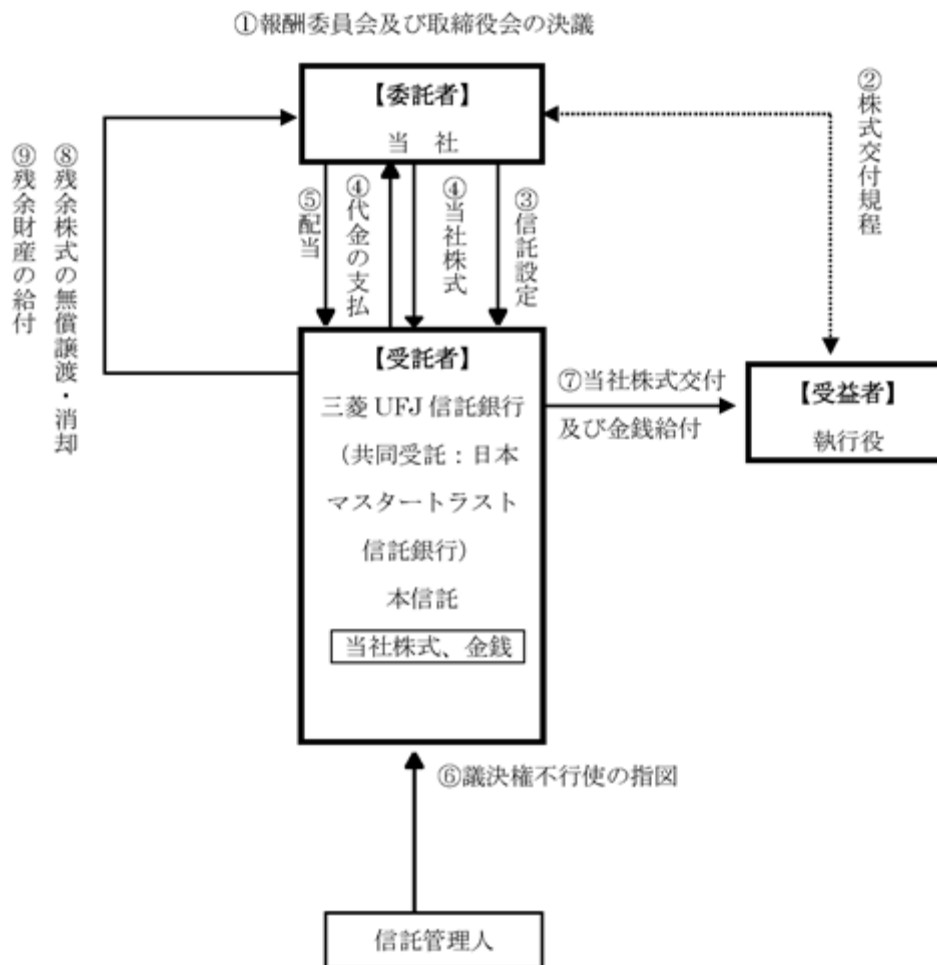 ①報酬委員会及び取締役会の決議
【委託者】
当 社
②株式交付規程
③信託設定
④当社株式
④代金の支払
⑤配当
⑧残余株式の無償譲渡・消却
⑨残余財産の給付
【受託者】
三菱 UFJ 信託銀行
（共同受託：日本
マスタートラスト
信託銀行）
本信託
当社株式、金銭
⑦当社株式交付
及び金銭給付
【受益者】
執行役
⑥議決権不行使の指図
信託管理人